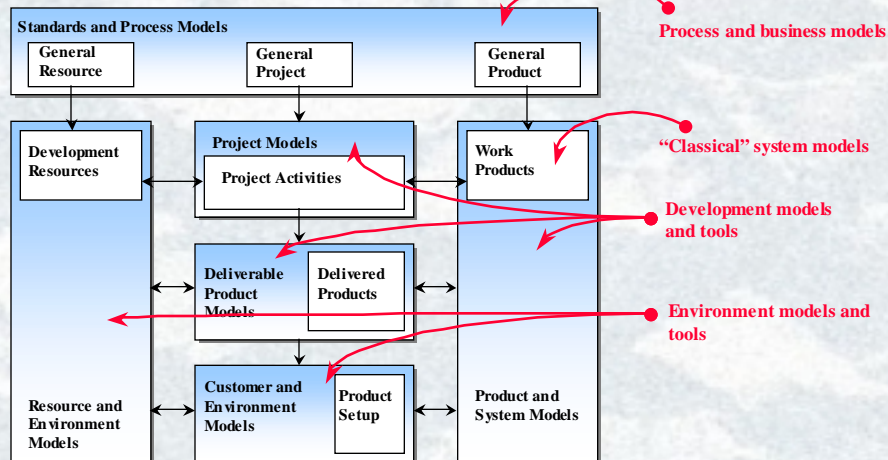 Standards and Process Models
General
Resource
General
Project
General
Product
Process and business models
Development
Resources
Project Models
Project Activities
Work
Products
“Classical” system models
Development models
and tools
Deliverable
Product
Models
Delivered
Products
Environment models and
tools
Resource and
Environment
Models
Customer and
Environment
Models
Product
Setup
Product and
System Models